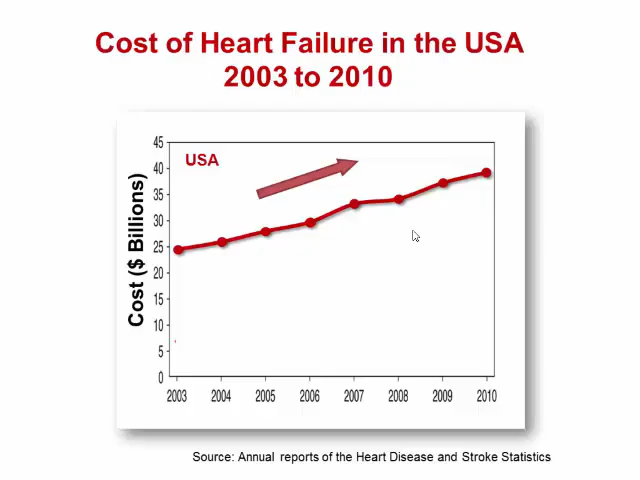 Cost of Heart Failure in the USA
2003 to 2010
USA
Cost ($ Billions)
45
40
35
30
25
20
15
10
5
0
2003 2004 2005 2006 2007 2008 2009 2010
Source: Annual reports of the Heart Disease and Stroke Statistics